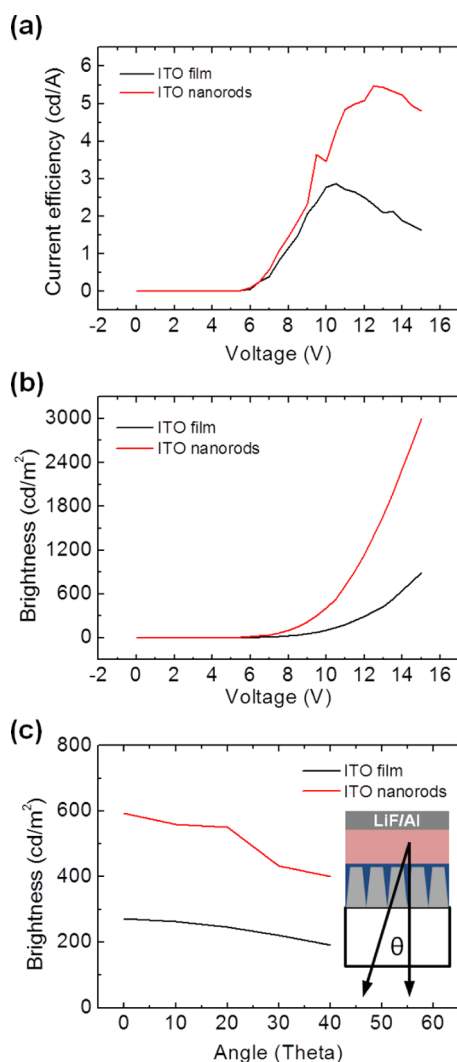 (a)
ITO film
ITO nanorods
Current efficiency (cd/A)
6
5
4
3
2
1
0
-2 0 2 4 6 8 10 12 14 16
Voltage (V)
(b)
ITO film
ITO nanorods
Brightness (cd/m²)
3000
2400
1800
1200
600
0
-2 0 2 4 6 8 10 12 14 16
Voltage (V)
(c)
ITO film
ITO nanorods
LiF/Al
θ
Brightness (cd/m²)
800
600
400
200
0
0 10 20 30 40 50 60
Angle (Theta)